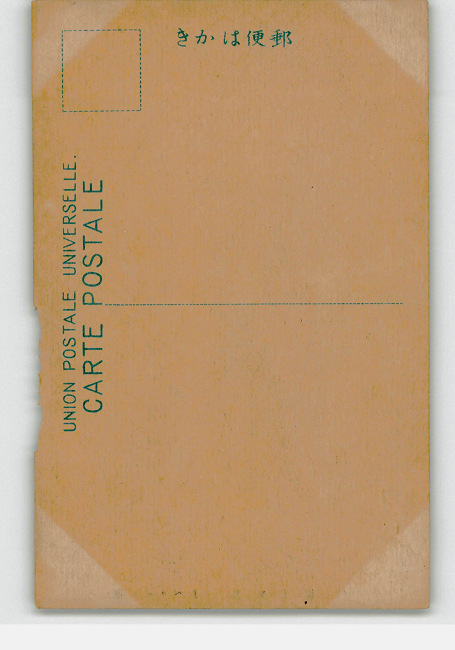 郵便はかき
UNION POSTALE UNIVERSELLE.
CARTE POSTALE